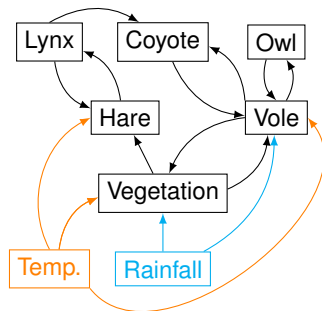 Lynx
Coyote
Owl
Hare
Vole
Vegetation
Temp.
Rainfall